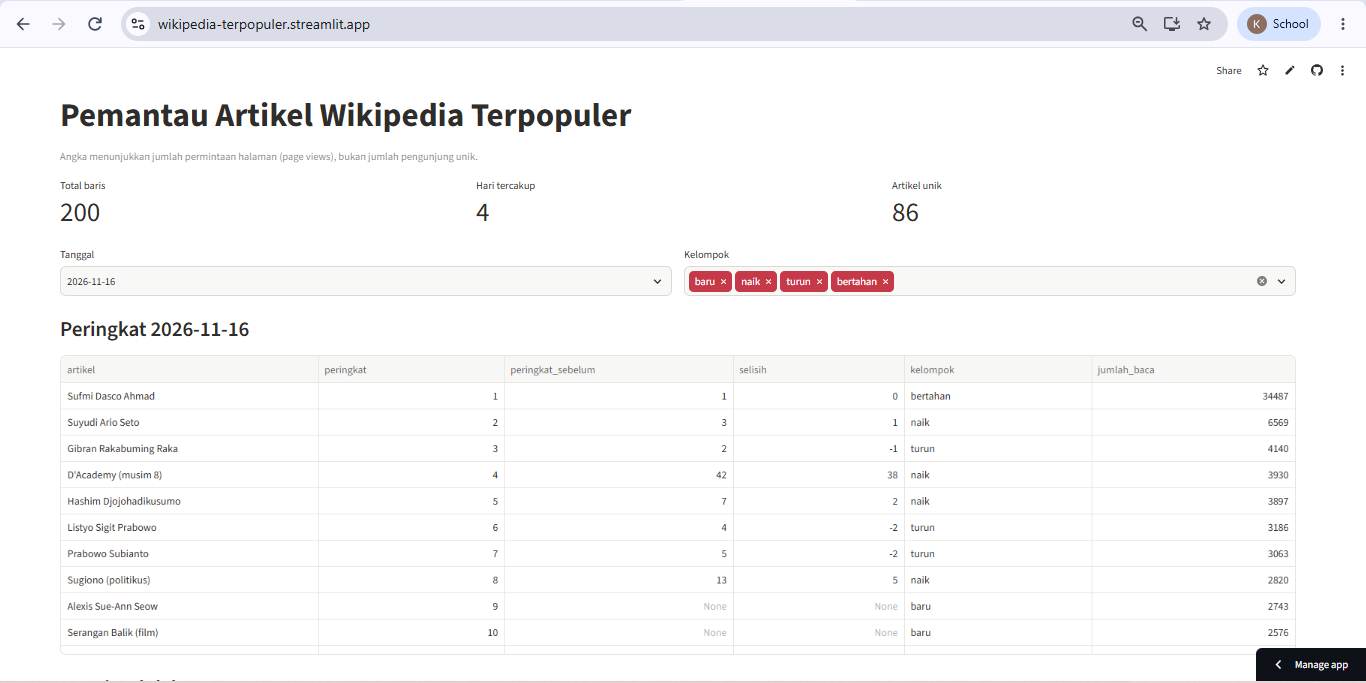 wikipedia-terpopuler.streamlit.app
K School
Share
Pemantau Artikel Wikipedia Terpopuler
Angka menunjukkan jumlah permintaan halaman (page views), bukan jumlah pengunjung unik.
Total baris Hari tercakup Artikel unik
200 4 86
Tanggal Kelompok
2026-11-16 baru × naik × turun × bertahan ×
Peringkat 2026-11-16
artikel peringkat peringkat_sebelum selisih kelompok jumlah_baca
Sufmi Dasco Ahmad 1 1 0 bertahan 34487
Suyudi Ario Seto 2 3 1 naik 6569
Gibran Rakabuming Raka 3 2 -1 turun 4140
D'Academy (musim 8) 4 42 38 naik 3930
Hashim Djojohadikusumo 5 7 2 naik 3897
Listyo Sigit Prabowo 6 4 -2 turun 3186
Prabowo Subianto 7 5 -2 turun 3063
Sugiono (politikus) 8 13 5 naik 2820
Alexis Sue-Ann Seow 9 None None baru 2743
Serangan Balik (film) 10 None None baru 2576
Manage app